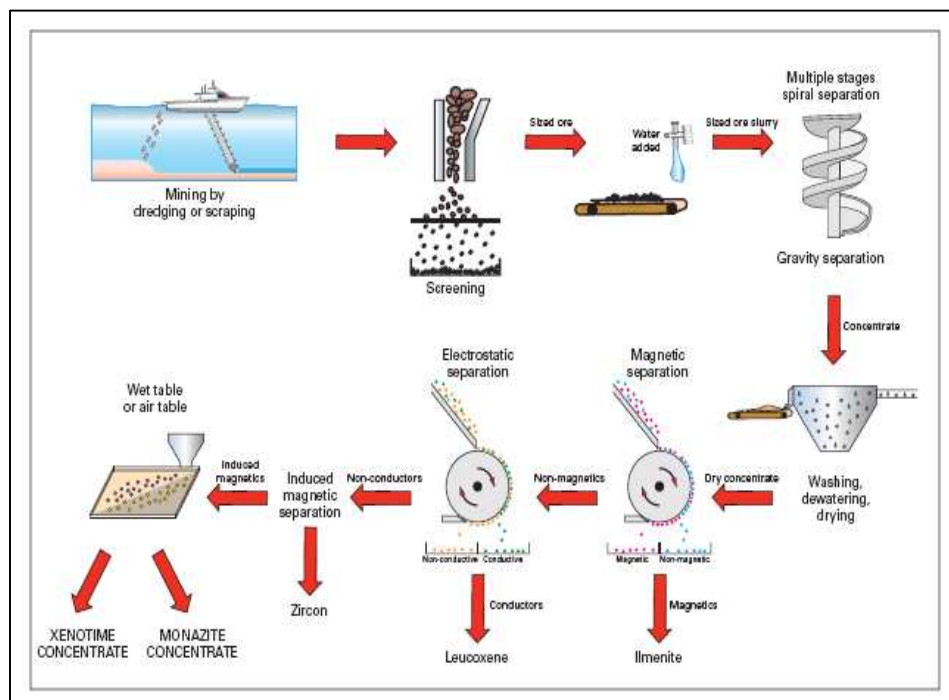 Multiple stages
spiral separation
Sized ore
Water
added
Sized ore slurry
Mining by
dredging or scraping
Screening
Gravity separation
Concentrate
Electrostatic
separation
Magnetic
separation
Wet table
or air table
Induced
magnetics
Induced
magnetic
separation
Non-conductors
Non-magnetics
Dry concentrate
Washing,
dewatering,
drying
Non-conductive
Conductive
Magnetic
Non-magnetic
Zircon
Conductors
Magnetics
XENOTIME
CONCENTRATE
MONAZITE
CONCENTRATE
Leucoxene
Ilmenite